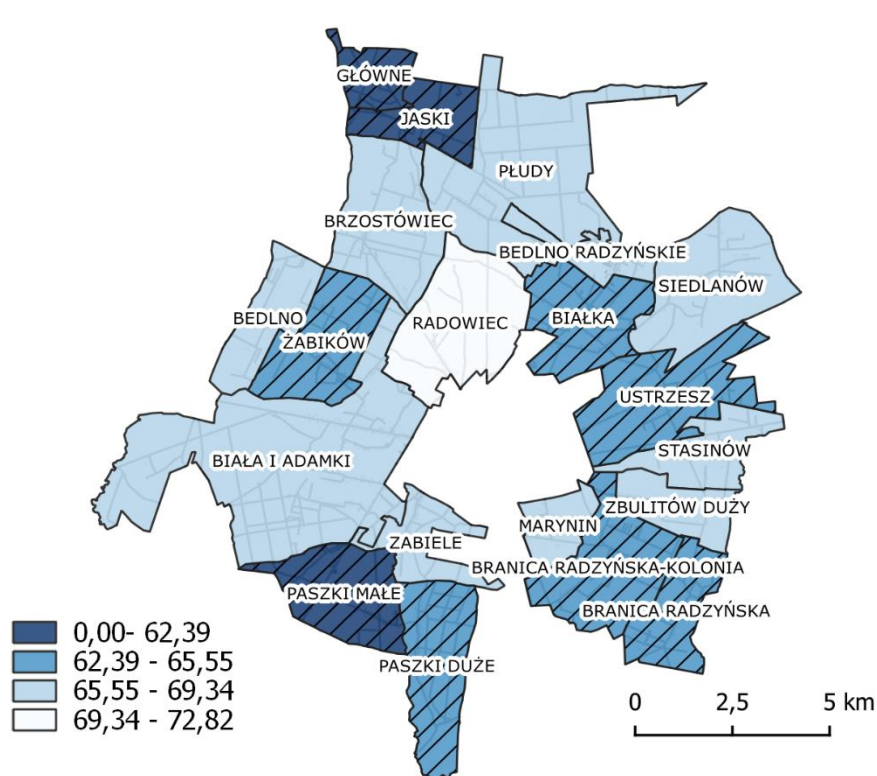 GŁÓWNE
JASKI
PŁUDY
BRZOSTÓWIEC
BEDLNO RADZYŃSKIE
SIEDLANÓW
BEDLNO
RADOWIEC
BIAŁKA
ŻABIKÓW
USTRZESZ
STASINÓW
BIAŁA I ADAMKI
ZBULITÓW DUŻY
MARYNIN
ZABIELE
BRANICA RADZYŃSKA-KOLONIA
PASZKI MAŁE
BRANICA RADZYŃSKA
PASZKI DUŻE
0,00- 62,39
62,39 - 65,55
65,55 - 69,34
69,34 - 72,82
0 2,5 5 km